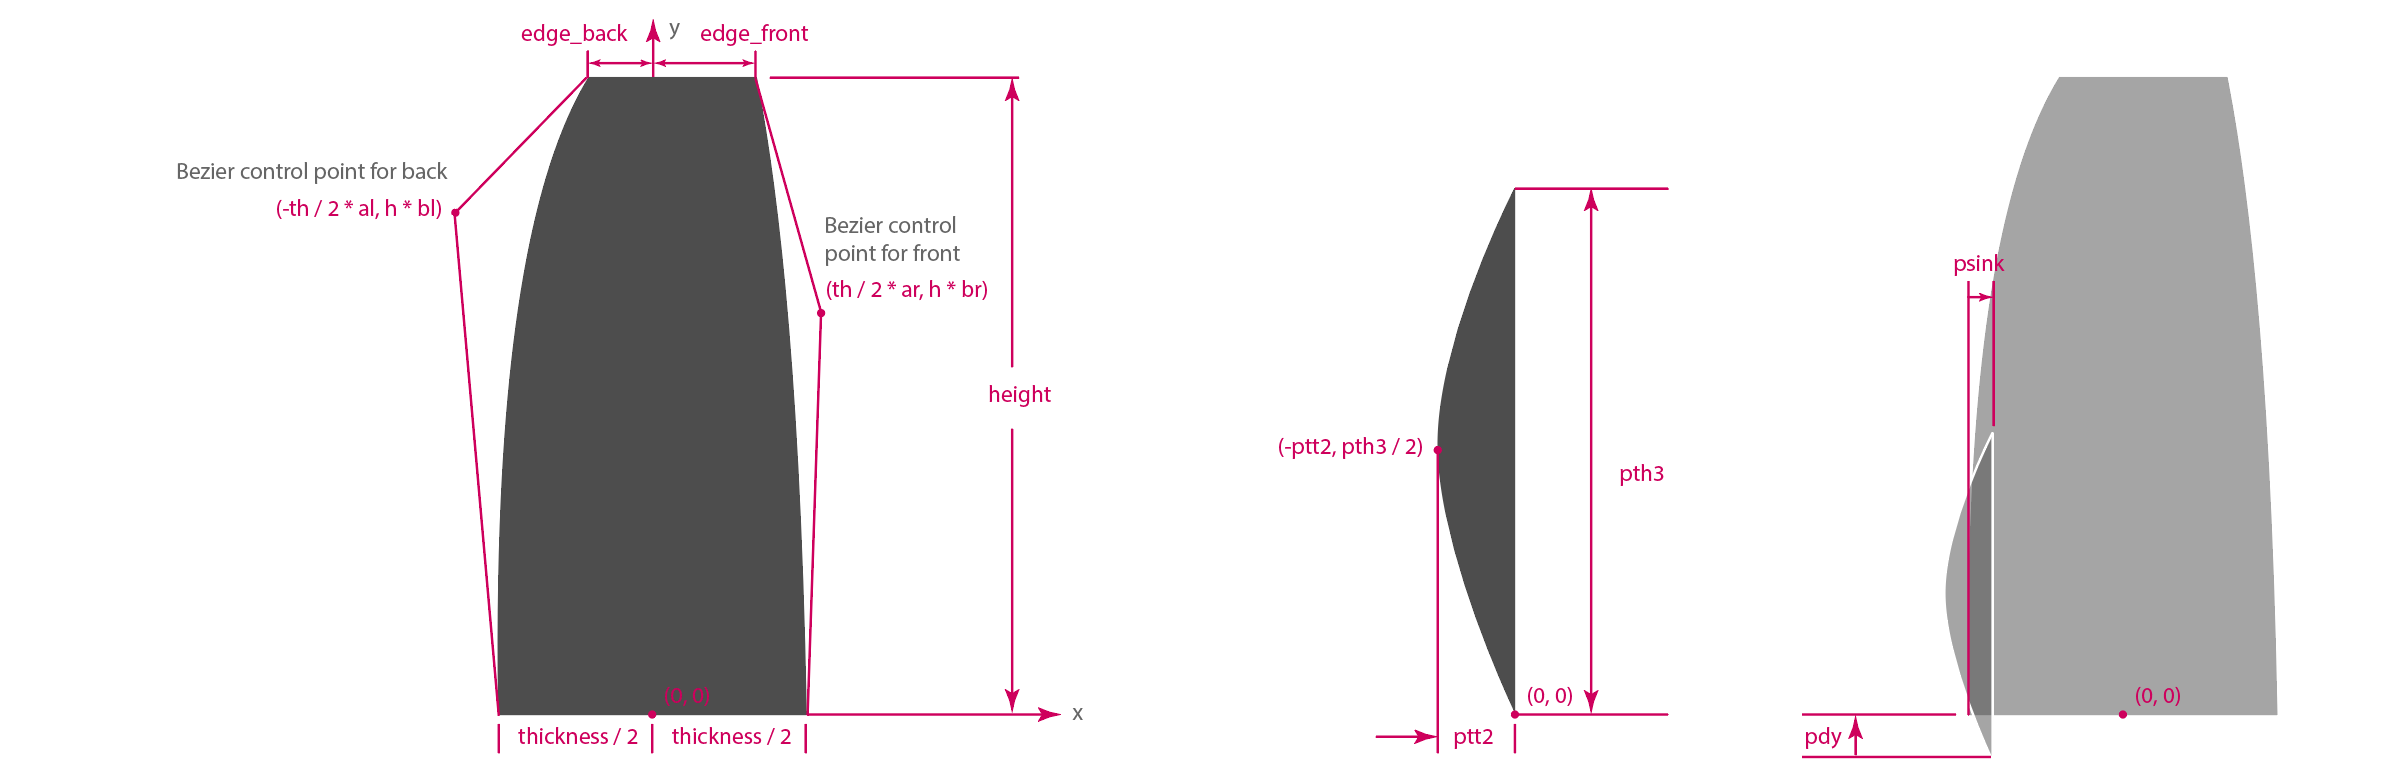 edge_back
y
edge_front
Bezier control point for back
(-th / 2 * al, h * bl)
Bezier control
point for front
(th / 2 * ar, h * br)
height
(0, 0)
x
thickness / 2
thickness / 2
(-ptt2, pth3 / 2)
pth3
(0, 0)
ptt2
psink
(0, 0)
pdy